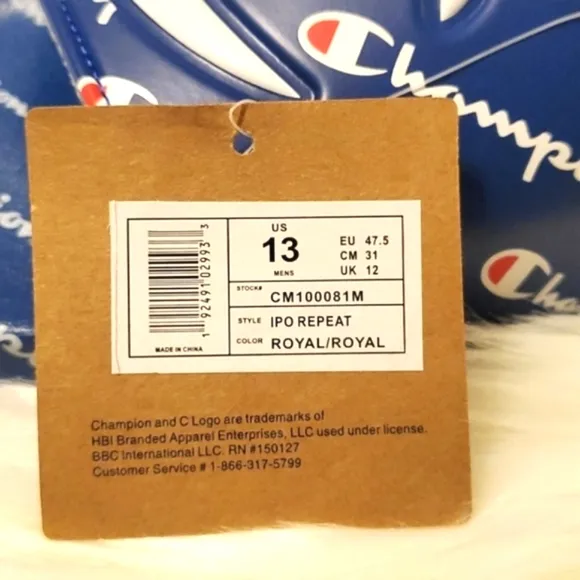 Champion
Cha
US
13
MENS
EU 47.5
CM 31
UK 12
STOCK# CM100081M
STYLE IPO REPEAT
COLOR ROYAL/ROYAL
1 92491 02993 3
MADE IN CHINA
Champion and C Logo are trademarks of
HBI Branded Apparel Enterprises, LLC used under license.
BBC International LLC. RN #150127
Customer Service # 1-866-317-5799